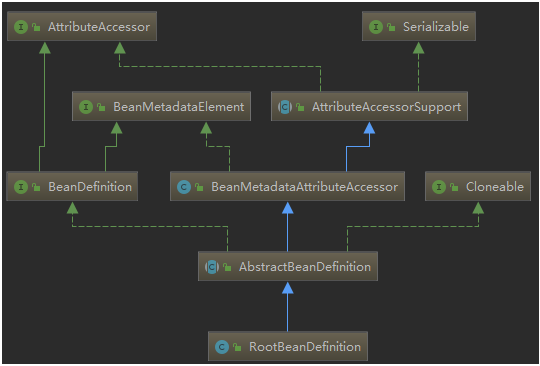 AttributeAccessor
Serializable
BeanMetadataElement
AttributeAccessorSupport
BeanDefinition
BeanMetadataAttributeAccessor
Cloneable
AbstractBeanDefinition
RootBeanDefinition